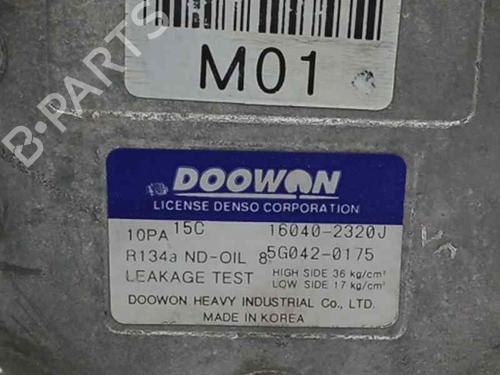 B-PARTS
M01
DOOWON
LICENSE DENSO CORPORATION
10PA 15C 16040-2320J
R134a ND-OIL 8 5G042-0175
LEAKAGE TEST HIGH SIDE 36 kg/cm²
LOW SIDE 17 kg/cm²
DOOWON HEAVY INDUSTRIAL Co., LTD.
MADE IN KOREA